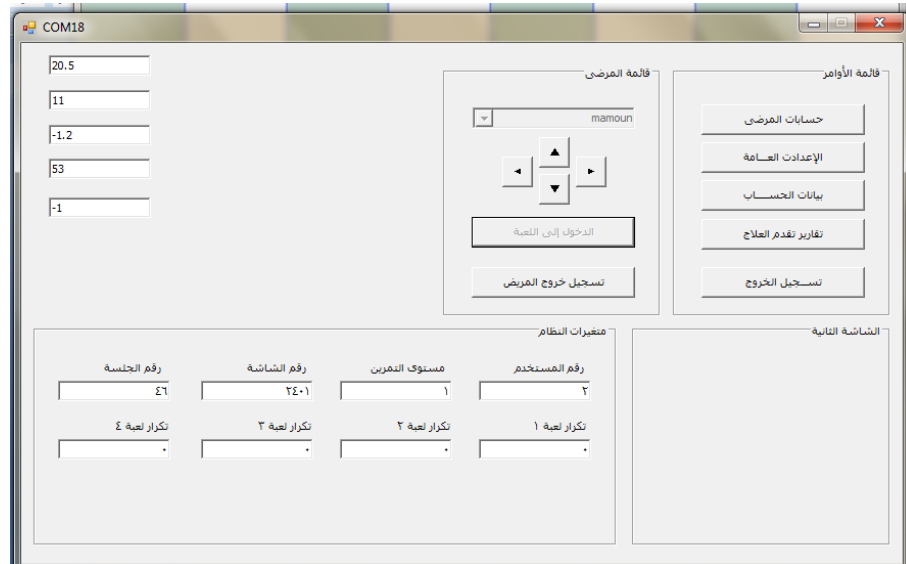 COM18
20.5
11
-1.2
53
-1
قائمة الأوامر
حسابات المرضى
الإعدادت العـــامة
بيانات الحســـــاب
تقارير تقدم العلاج
تســـجيل الخروج
قائمة المرضى
mamoun
الدخول إلى اللعبة
تسجيل خروج المريض
الشاشة الثانية
متغيرات النظام
رقم المستخدم
مستوى التمرين
رقم الشاشة
رقم الجلسة
٢
١
٢٤٠١
٤٦
تكرار لعبة ١
تكرار لعبة ٢
تكرار لعبة ٣
تكرار لعبة ٤
٠
٠
٠
٠